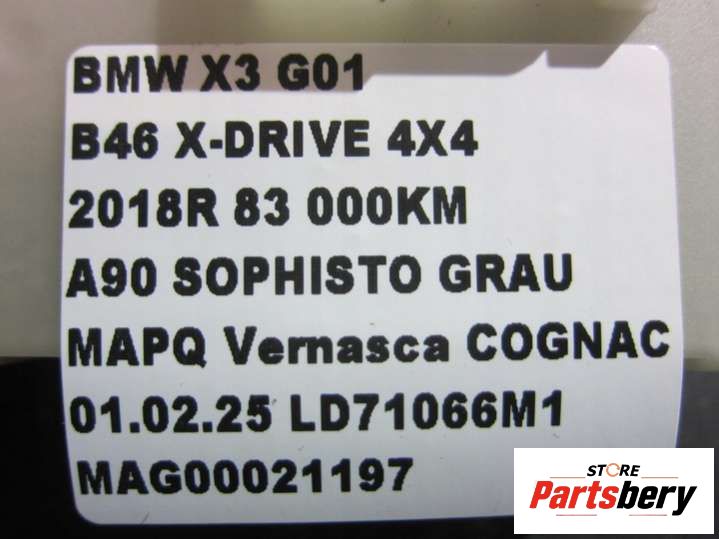 BMW X3 G01
B46 X-DRIVE 4X4
2018R 83 000KM
A90 SOPHISTO GRAU
MAPQ Vernasca COGNAC
01.02.25 LD71066M1
MAG00021197
STORE
Partsbery